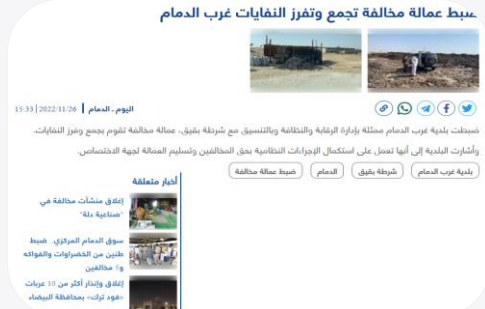 ضبط عمالة مخالفة تجمع وتفرز النفايات غرب الدمام
اليوم ـ الدمام | 2022/11/26 | 15:33
ضبطت بلدية غرب الدمام ممثلة بإدارة الرقابة والنظافة وبالتنسيق مع شرطة بقيق، عمالة مخالفة تقوم بجمع وفرز النفايات.
وأشارت البلدية إلى أنها تعمل على استكمال الإجراءات النظامية بحق المخالفين وتسليم العمالة لجهة الاختصاص.
بلدية غرب الدمام
شرطة بقيق
الدمام
ضبط عمالة مخالفة
أخبار متعلقة
إغلاق منشآت مخالفة في
"صناعية دلة"
سوق الدمام المركزي.. ضبط
طنين من الخضراوات والفواكه
و5 مخالفين
إغلاق وإنذار أكثر من 10 عربات
«فود ترك» بمحافظة البيضاء